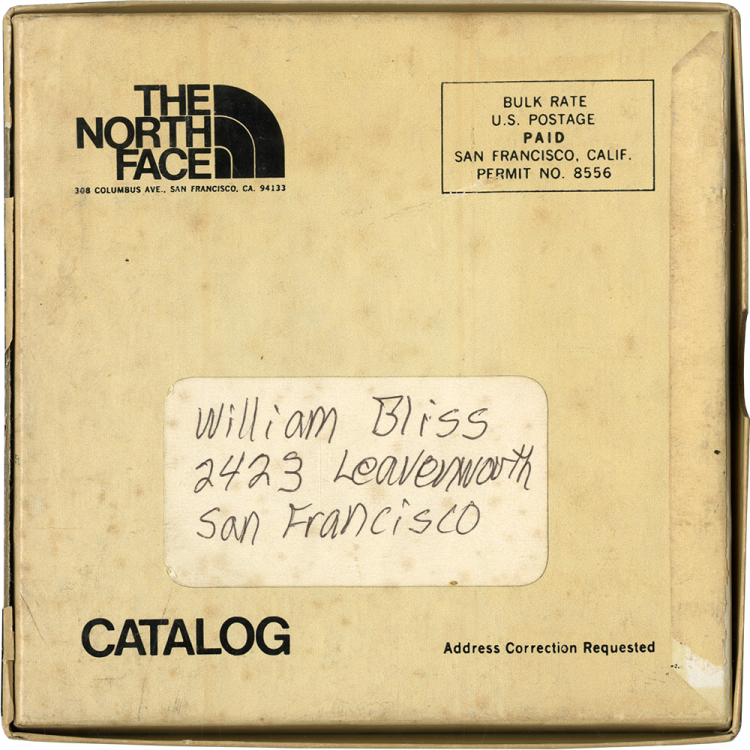 THE
NORTH
FACE
308 COLUMBUS AVE., SAN FRANCISCO, CA. 94133
BULK RATE
U.S. POSTAGE
PAID
SAN FRANCISCO, CALIF.
PERMIT NO. 8556
William Bliss
2423 Leavenworth
San Francisco
CATALOG
Address Correction Requested